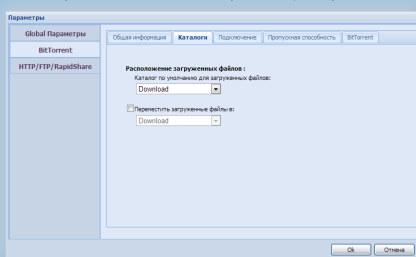 Параметры
Global Параметры
BitTorrent
HTTP/FTP/RapidShare
Общая информация Каталоги Подключение Пропускная способность BitTorrent
Расположение загруженных файлов :
Каталог по умолчанию для загруженных файлов:
Download
Переместить загруженные файлы в:
Download
Ok Отмена